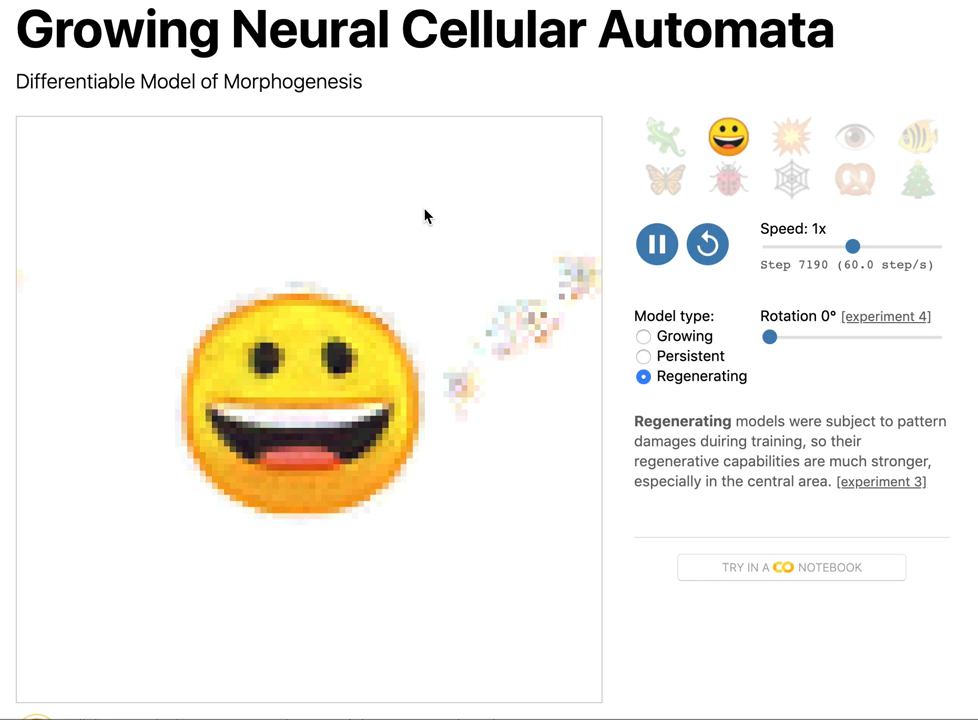 Growing Neural Cellular Automata
Differentiable Model of Morphogenesis
Speed: 1x
Step 7190 (60.0 step/s)
Model type:
Growing
Persistent
Regenerating
Rotation 0° [experiment 4]
Regenerating models were subject to pattern
damages duiring training, so their
regenerative capabilities are much stronger,
especially in the central area. [experiment 3]
TRY IN A CO NOTEBOOK